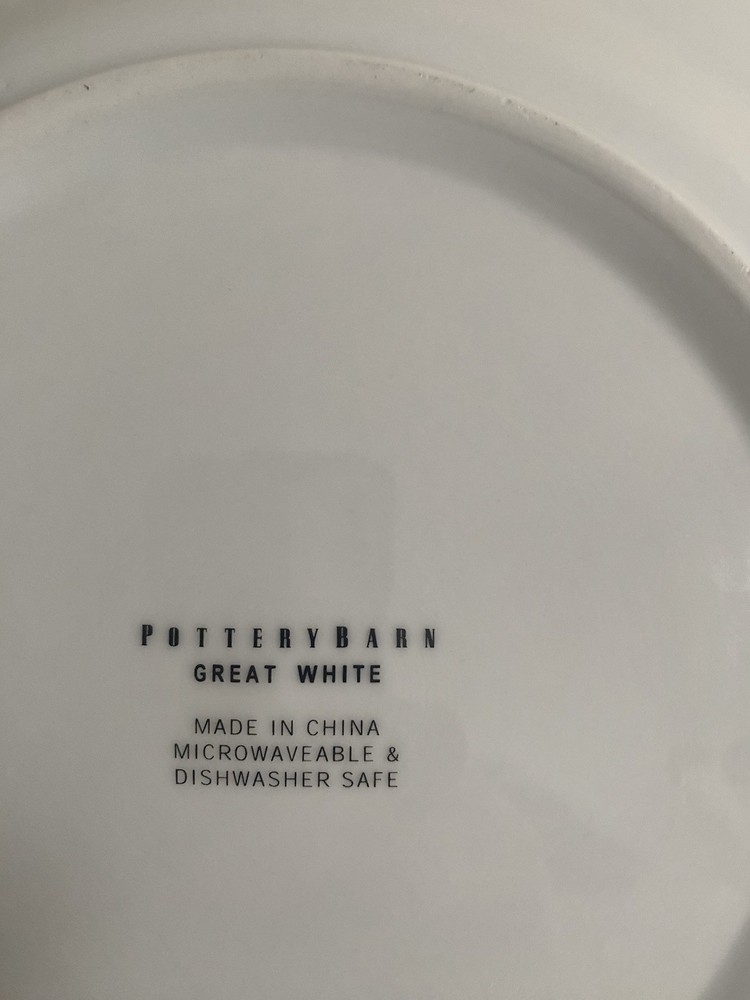 POTTERYBARN
GREAT WHITE
MADE IN CHINA
MICROWAVEABLE &
DISHWASHER SAFE